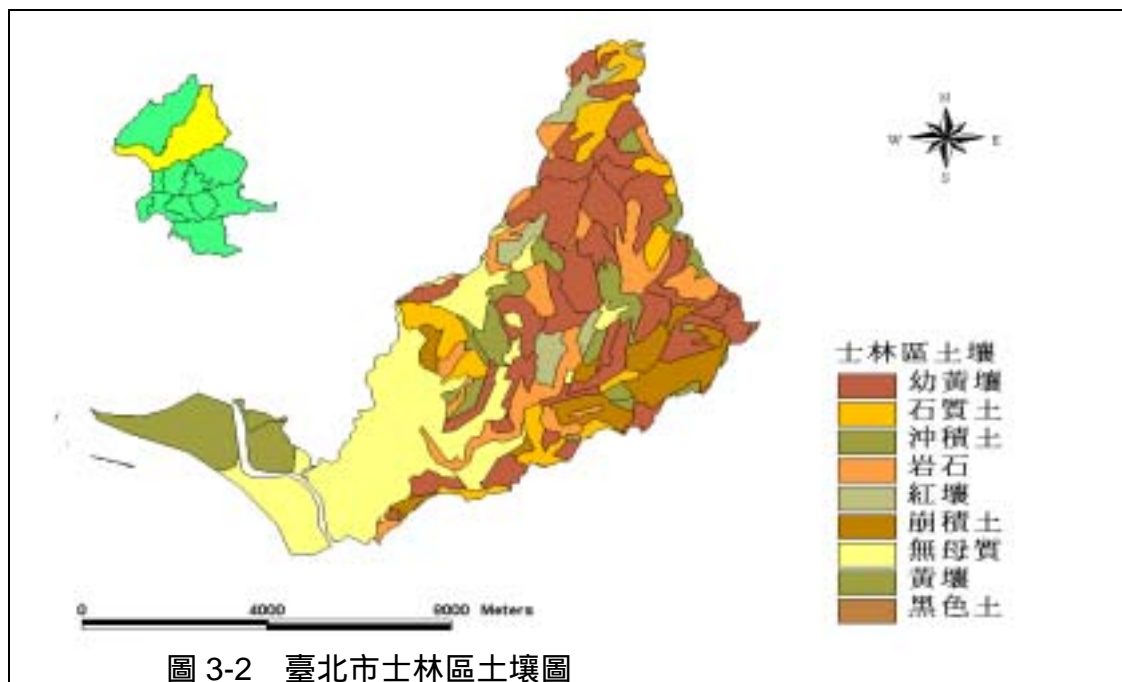 N
W E
S
士林區土壤
幼黃壤
石質土
沖積土
岩石
紅壤
崩積土
無母質
黃壤
黑色土
0 4000 8000 Meters
圖 3-2 臺北市士林區土壤圖